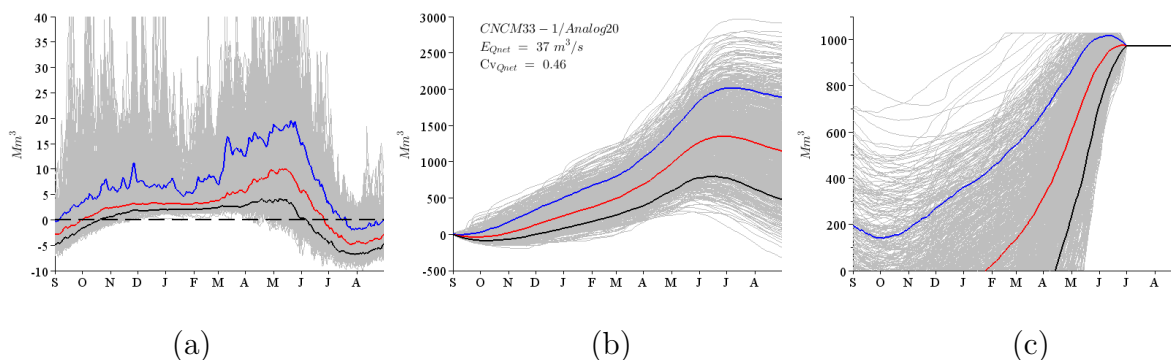 40
35
30
25
20
15
10
5
0
-5
-10
Mm³
S O N D J F M A M J J A
(a)
3000
2500
2000
1500
1000
500
0
-500
Mm³
CNCM33 − 1/Analog20
E_Qnet = 37 m³/s
Cv_Qnet = 0.46
S O N D J F M A M J J A
(b)
1000
800
600
400
200
0
Mm³
S O N D J F M A M J J A
(c)